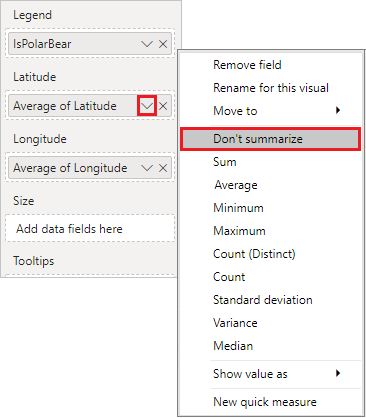 Legend
IsPolarBear
Latitude
Average of Latitude
Longitude
Average of Longitude
Size
Add data fields here
Tooltips
Remove field
Rename for this visual
Move to
Don't summarize
Sum
Average
Minimum
Maximum
Count (Distinct)
Count
Standard deviation
Variance
Median
Show value as
New quick measure